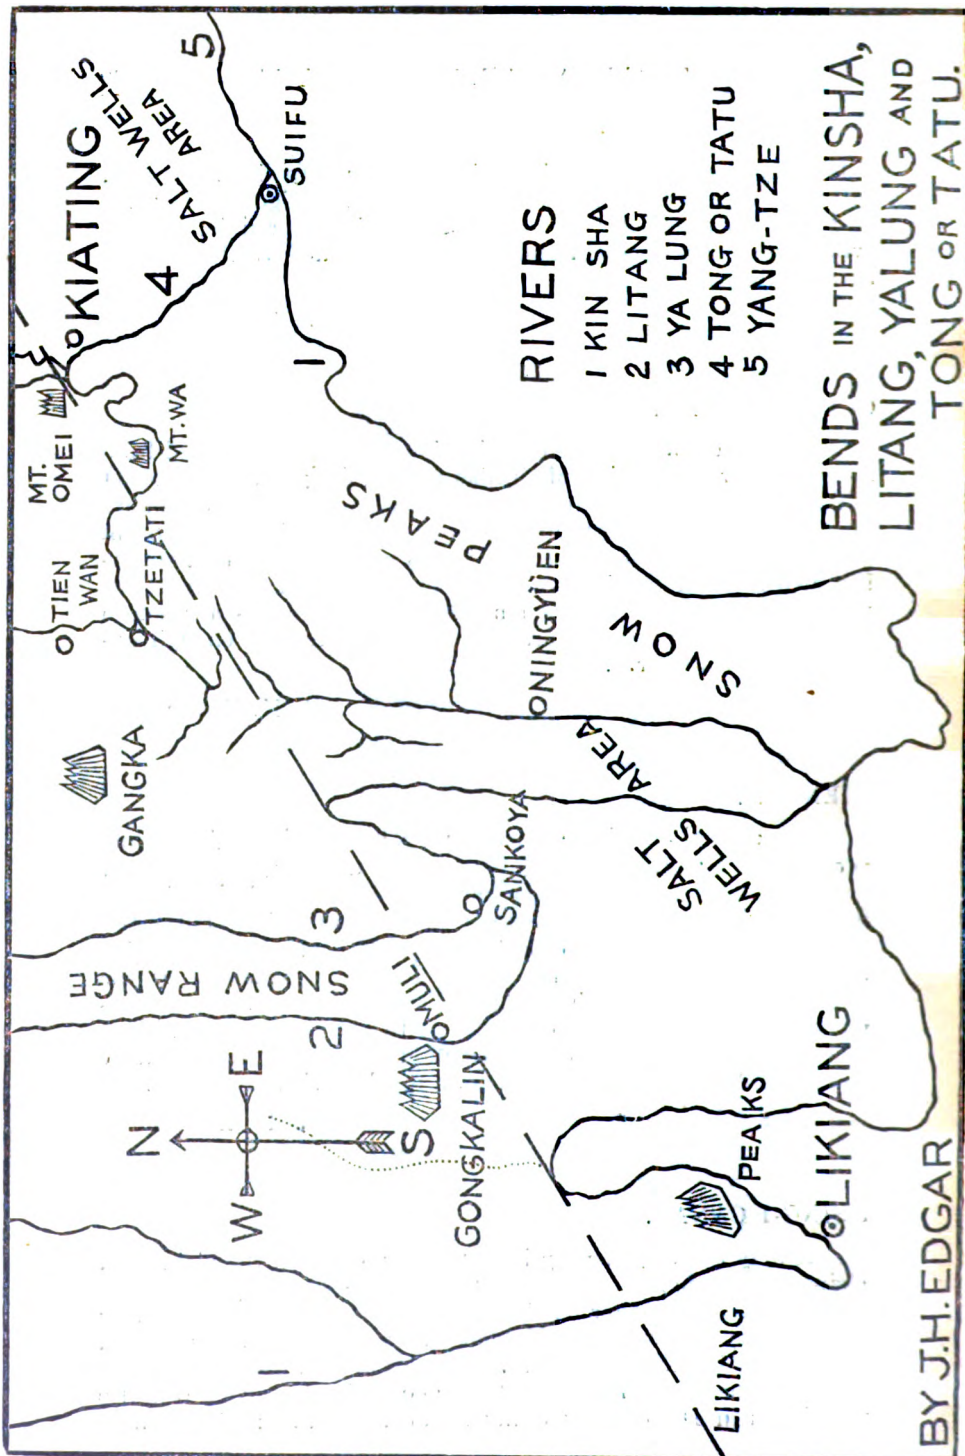 5
SALT WELLS
AREA
KIATING
4
SUIFU
MT.
OMEI
MT. WA
1
TIEN
WAN
TZETATI
PEAKS
RIVERS
1 KIN SHA
2 LITANG
3 YA LUNG
4 TONG OR TATU
5 YANG-TZE
GANGKA
NINGYÜEN
SNOW
AREA
SALT
WELLS
SANKOYA
3
SNOW RANGE
2
MULI
N
W E
S
GONGKALIN
PEAKS
LIKIANG
1
LIKIANG
BENDS IN THE KINSHA,
LITANG, YALUNG AND
TONG OR TATU.
BY J.H. EDGAR